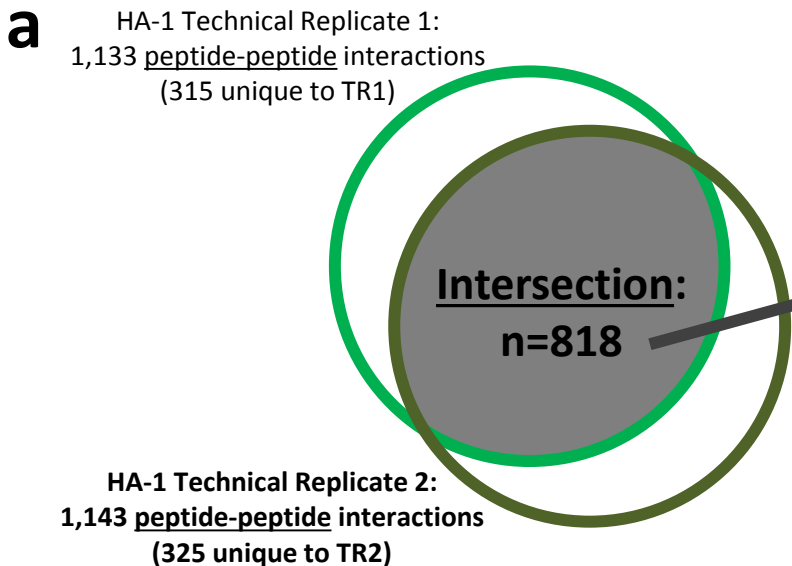 a
HA-1 Technical Replicate 1:
1,133 peptide-peptide interactions
(315 unique to TR1)
Intersection:
n=818
HA-1 Technical Replicate 2:
1,143 peptide-peptide interactions
(325 unique to TR2)